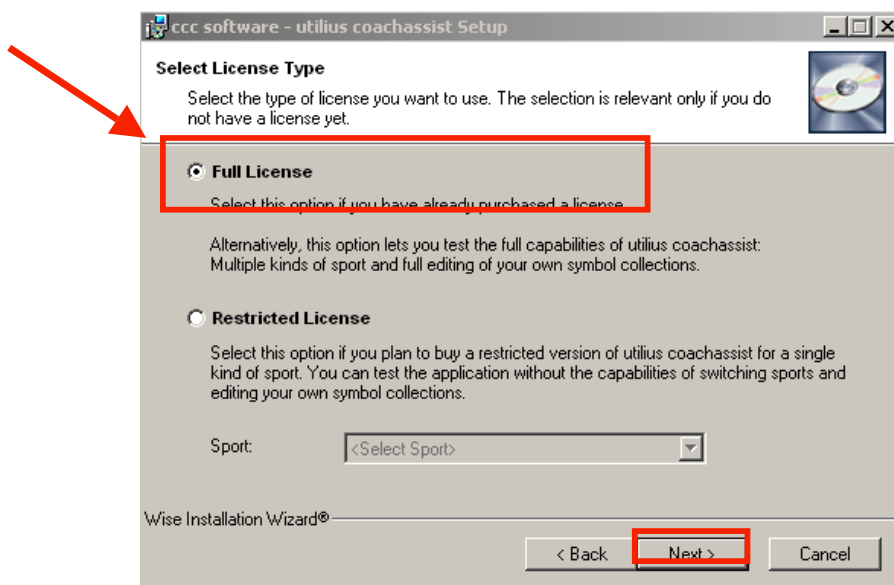 ccc software - utilius coachassist Setup
Select License Type
Select the type of license you want to use. The selection is relevant only if you do
not have a license yet.
Full License
Select this option if you have already purchased a license.
Alternatively, this option lets you test the full capabilities of utilius coachassist:
Multiple kinds of sport and full editing of your own symbol collections.
Restricted License
Select this option if you plan to buy a restricted version of utilius coachassist for a single
kind of sport. You can test the application without the capabilities of switching sports and
editing your own symbol collections.
Sport: <Select Sport>
Wise Installation Wizard®
< Back Next > Cancel